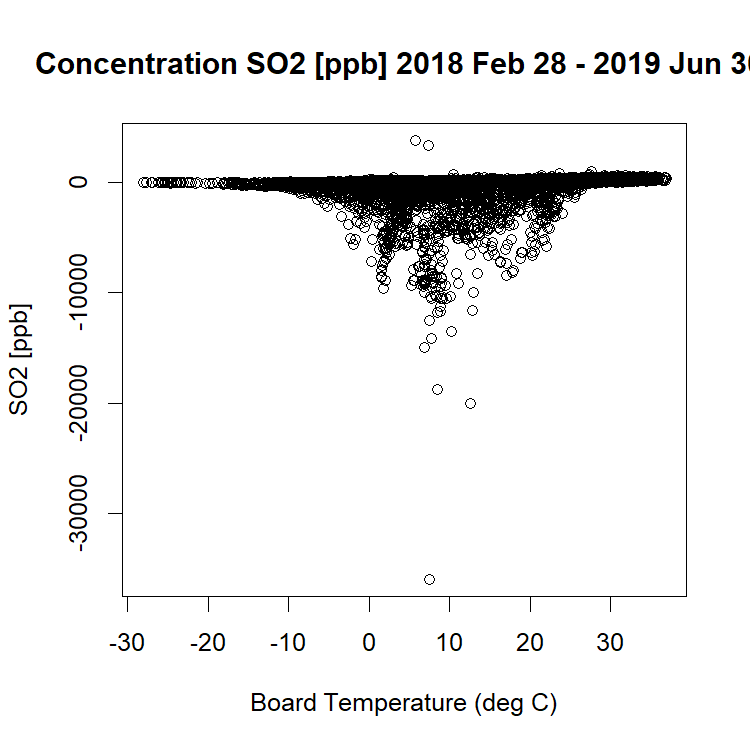 Concentration SO2 [ppb] 2018 Feb 28 - 2019 Jun 30
SO2 [ppb]
0
-10000
-20000
-30000
-30 -20 -10 0 10 20 30
Board Temperature (deg C)